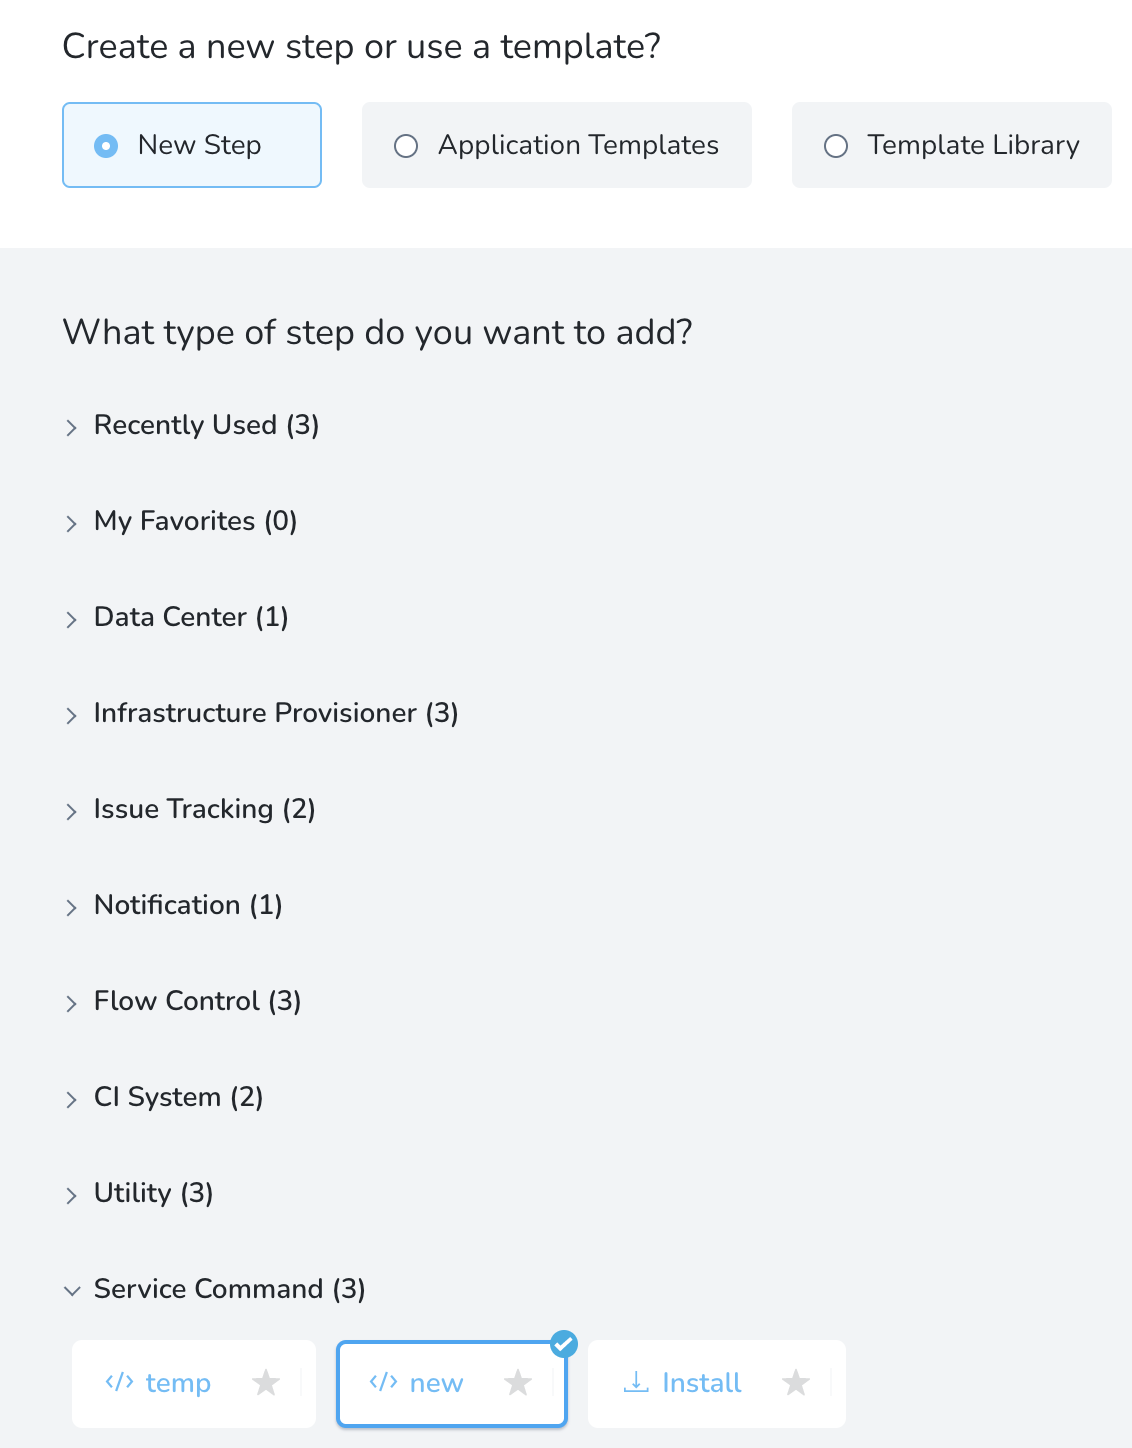 Create a new step or use a template?
New Step
Application Templates
Template Library
What type of step do you want to add?
Recently Used (3)
My Favorites (0)
Data Center (1)
Infrastructure Provisioner (3)
Issue Tracking (2)
Notification (1)
Flow Control (3)
CI System (2)
Utility (3)
Service Command (3)
</> temp
</> new
Install